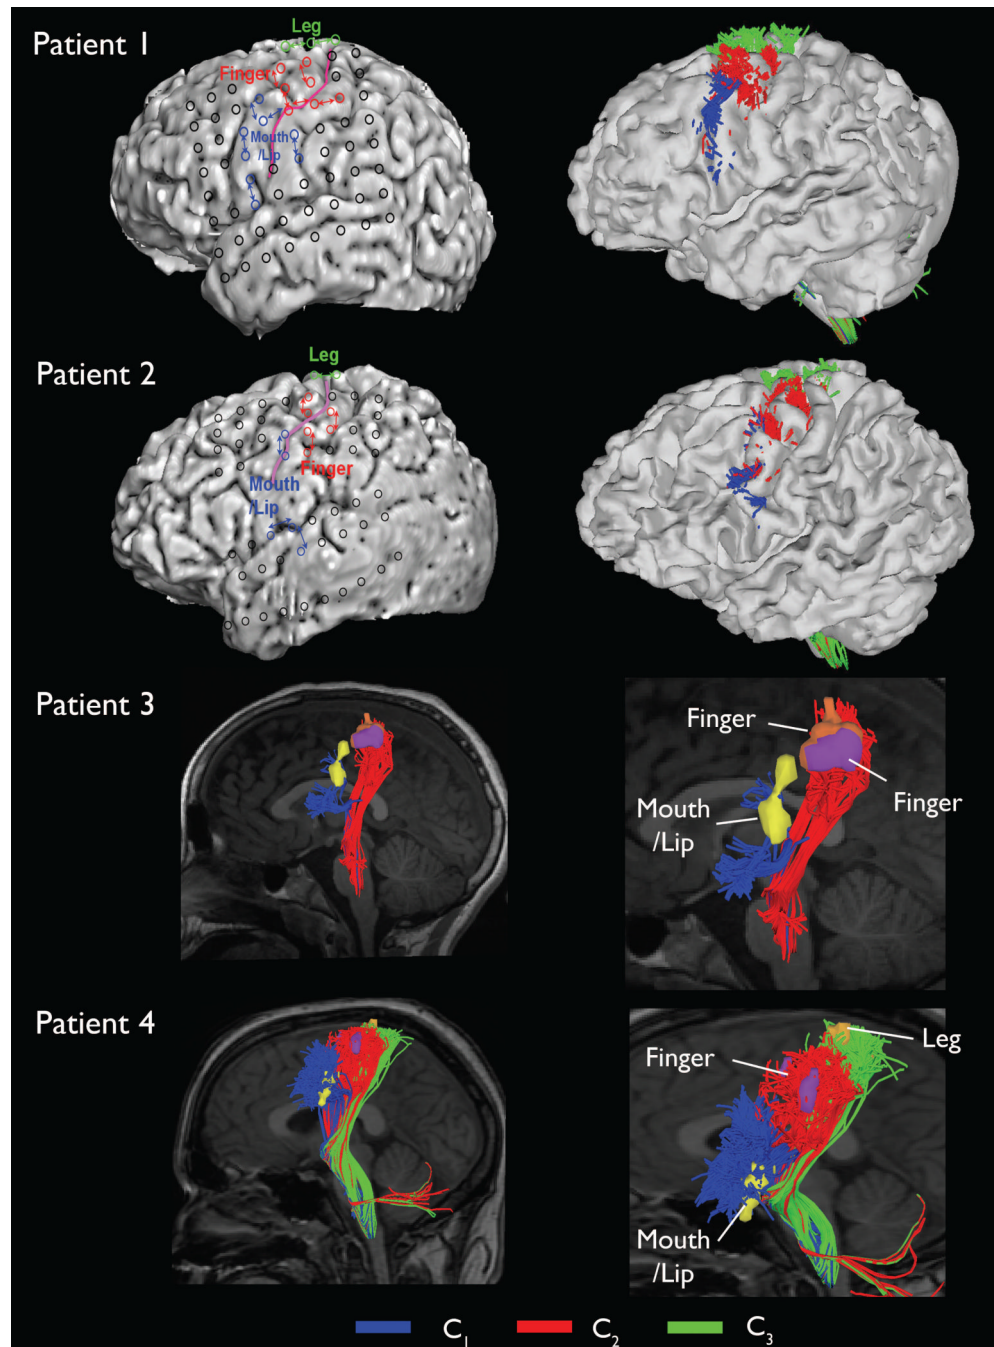 Patient 1
Leg
Finger
Mouth
/Lip
Patient 2
Leg
Finger
Mouth
/Lip
Patient 3
Finger
Finger
Mouth
/Lip
Patient 4
Leg
Finger
Mouth
/Lip
C₁ C₂ C₃